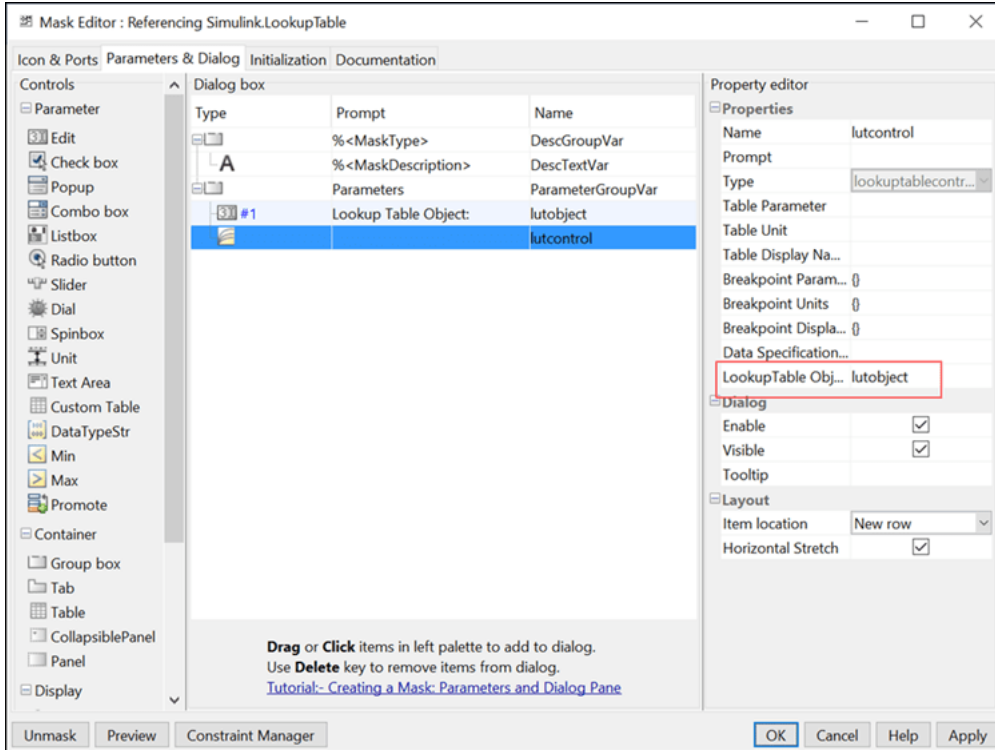 Mask Editor : Referencing Simulink.LookupTable
Icon & Ports Parameters & Dialog Initialization Documentation
Controls
Parameter
Edit
Check box
Popup
Combo box
Listbox
Radio button
Slider
Dial
Spinbox
Unit
Text Area
Custom Table
DataTypeStr
Min
Max
Promote
Container
Group box
Tab
Table
CollapsiblePanel
Panel
Display
Dialog box
Type Prompt Name
%<MaskType> DescGroupVar
A %<MaskDescription> DescTextVar
Parameters ParameterGroupVar
#1 Lookup Table Object: lutobject
lutcontrol
Drag or Click items in left palette to add to dialog.
Use Delete key to remove items from dialog.
Tutorial:- Creating a Mask: Parameters and Dialog Pane
Property editor
Properties
Name lutcontrol
Prompt
Type lookuptablecontr...
Table Parameter
Table Unit
Table Display Na...
Breakpoint Param... {}
Breakpoint Units {}
Breakpoint Displa... {}
Data Specification...
LookupTable Obj... lutobject
Dialog
Enable
Visible
Tooltip
Layout
Item location New row
Horizontal Stretch
Unmask Preview Constraint Manager OK Cancel Help Apply